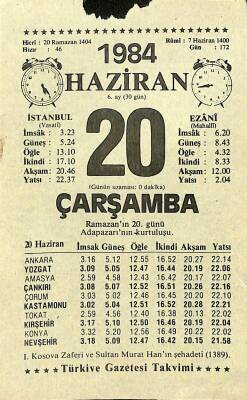 Hicrî : 20 Ramazan 1404
Hızır : 46
Rûmî : 7 Haziran 1400
Gün : 172
1984
HAZİRAN
6. ay (30 gün)
İSTANBUL
(Vasatî)
İmsâk : 3.23
Güneş : 5.24
Öğle : 13.10
İkindi : 17.10
Akşam : 20.46
Yatsı : 22.37
20
EZÂNÎ
(Mahallî)
İmsak : 6.20
Güneş : 8.43
Öğle : 4.32
İkindi : 8.33
Akşam : 12.00
Yatsı : 2.04
(Günün uzaması: 0 dakika)
ÇARŞAMBA
Ramazan'ın 20. günü
Adapazarı'nın kurtuluşu.
20 Haziran İmsak Güneş Öğle İkindi Akşam Yatsı
ANKARA 3.16 5.12 12.55 16.52 20.27 22.14
YOZGAT 3.09 5.05 12.47 16.44 20.19 22.06
AMASYA 2.59 4.58 12.43 16.42 20.17 22.07
ÇANKIRI 3.08 5.07 12.52 16.50 20.26 22.16
ÇORUM 3.03 5.02 12.46 16.45 20.20 22.10
KASTAMONU 3.02 5.04 12.51 16.52 20.28 22.21
TOKAT 2.59 4.56 12.40 16.38 20.13 22.02
KIRŞEHİR 3.17 5.10 12.50 16.46 20.19 22.04
KONYA 3.32 5.20 12.56 16.49 20.22 22.02
NEVŞEHİR 3.18 5.09 12.47 16.42 20.15 21.58
I. Kosova Zaferi ve Sultan Murat Han'ın şehadeti (1389).
Türkiye Gazetesi Takvimi